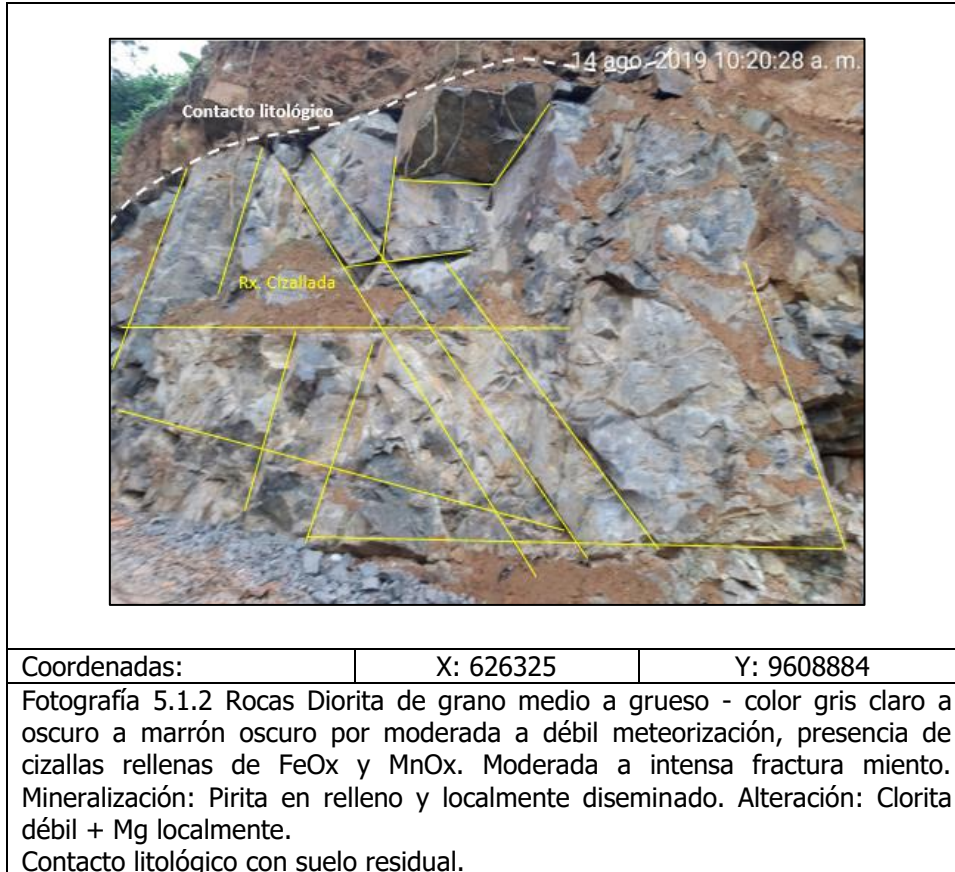 14 ago. 2019 10:20:28 a. m.
Contacto litológico
Rx. Cizallada
Coordenadas:
X: 626325
Y: 9608884
Fotografía 5.1.2 Rocas Diorita de grano medio a grueso - color gris claro a
oscuro a marrón oscuro por moderada a débil meteorización, presencia de
cizallas rellenas de FeOx y MnOx. Moderada a intensa fractura miento.
Mineralización: Pirita en relleno y localmente diseminado. Alteración: Clorita
débil + Mg localmente.
Contacto litológico con suelo residual.